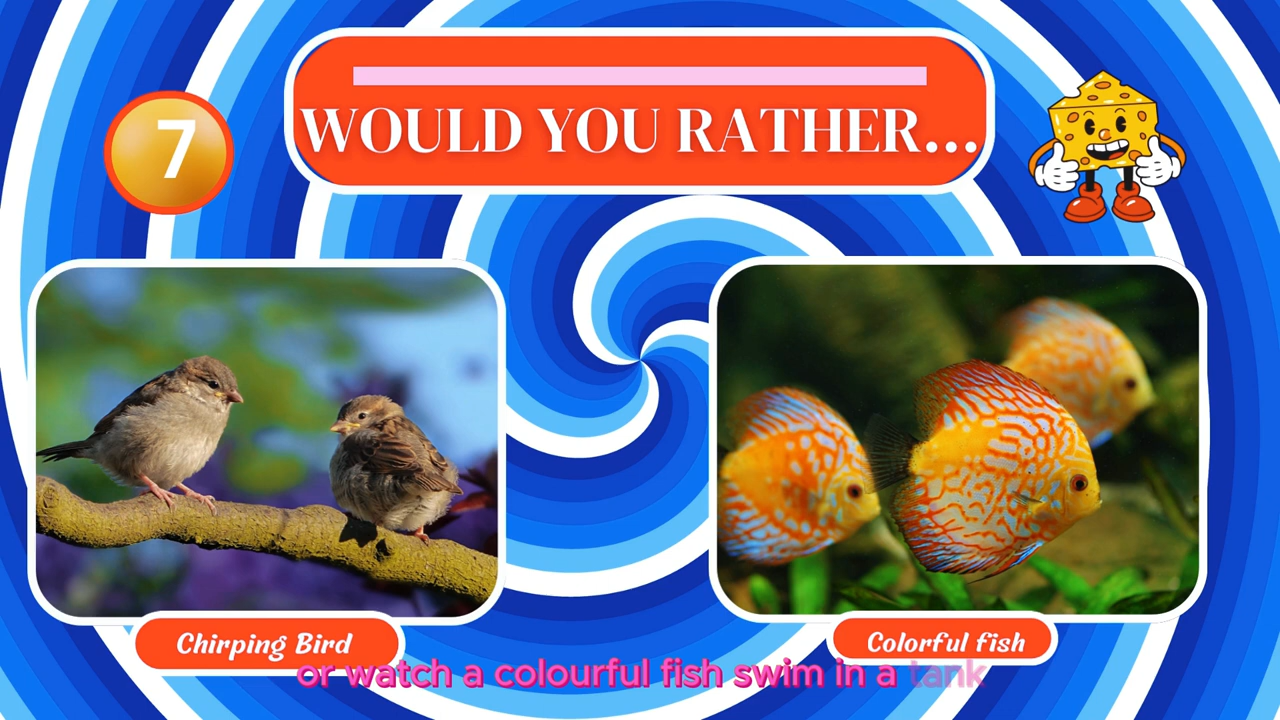 7
WOULD YOU RATHER...
Chirping Bird
Colorful fish
or watch a colourful fish swim in a tank